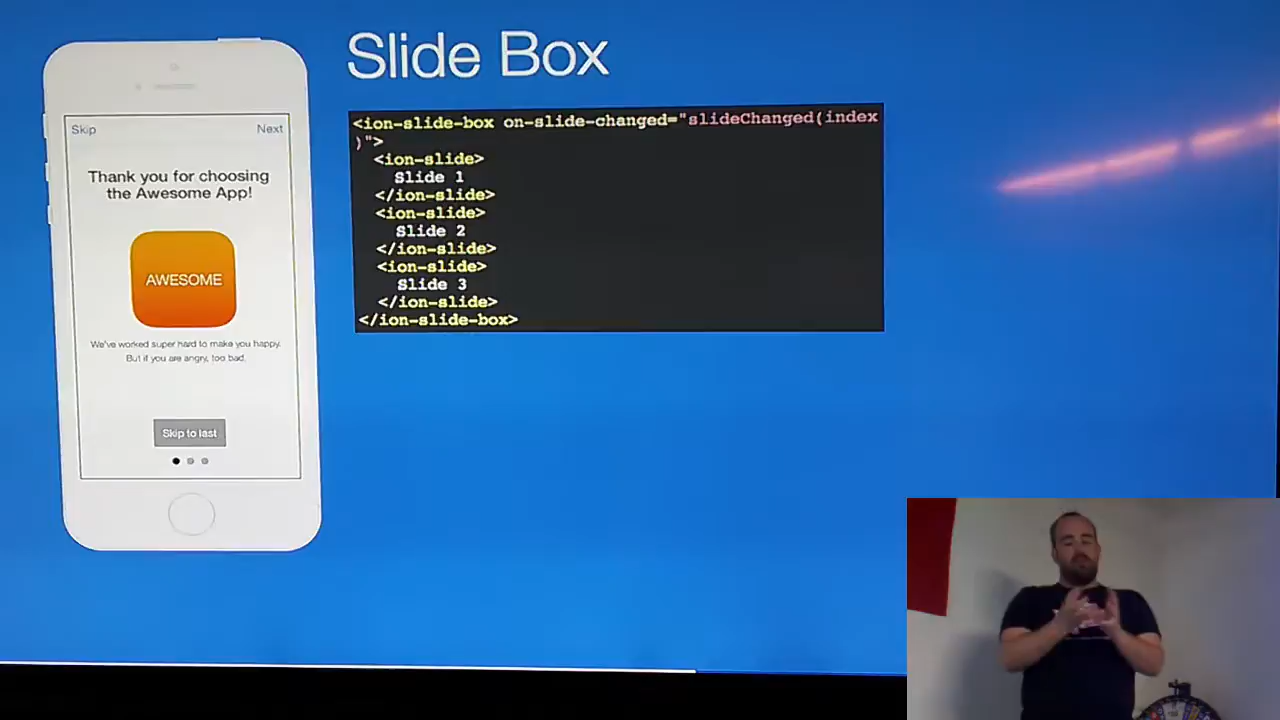 Slide Box
Skip
Next
Thank you for choosing
the Awesome App!
AWESOME
We've worked super hard to make you happy.
But if you are angry, too bad.
Skip to last
<ion-slide-box on-slide-changed="slideChanged(index
)">
<ion-slide>
Slide 1
</ion-slide>
<ion-slide>
Slide 2
</ion-slide>
<ion-slide>
Slide 3
</ion-slide>
</ion-slide-box>